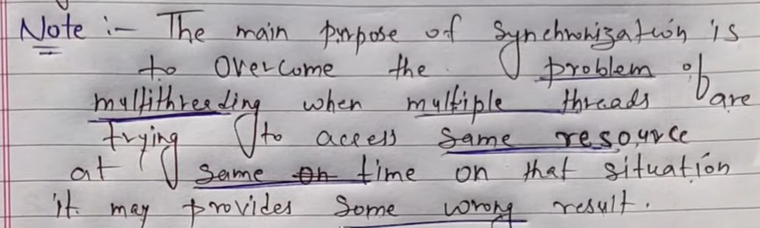 Note :- The main purpose of Synchronization is
to overcome the problem of
multithreading when multiple threads are
trying to access same resource
at same on time on that situation
it may provides some wrong result.